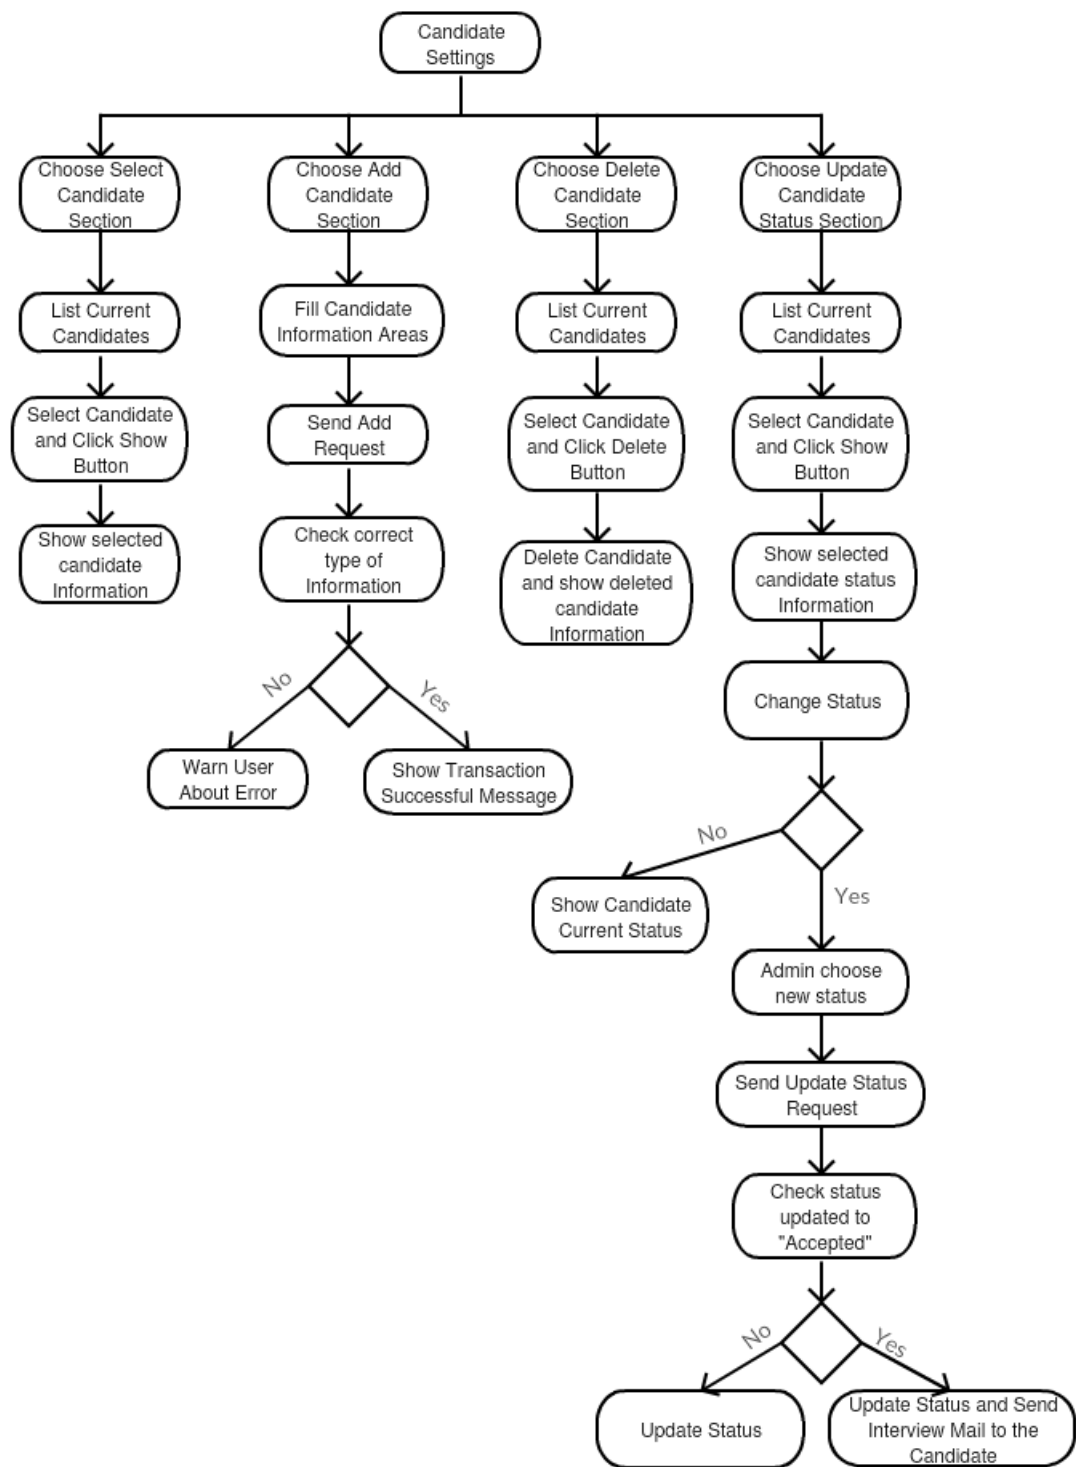 Candidate
Settings
Choose Select
Candidate
Section
Choose Add
Candidate
Section
Choose Delete
Candidate
Section
Choose Update
Candidate
Status Section
List Current
Candidates
Fill Candidate
Information Areas
List Current
Candidates
List Current
Candidates
Select Candidate
and Click Show
Button
Send Add
Request
Select Candidate
and Click Delete
Button
Select Candidate
and Click Show
Button
Show selected
candidate
Information
Check correct
type of
Information
Delete Candidate
and show deleted
candidate
Information
Show selected
candidate status
Information
No
Yes
Change Status
Warn User
About Error
Show Transaction
Successful Message
No
Yes
Show Candidate
Current Status
Admin choose
new status
Send Update Status
Request
Check status
updated to
"Accepted"
No
Yes
Update Status
Update Status and Send
Interview Mail to the
Candidate